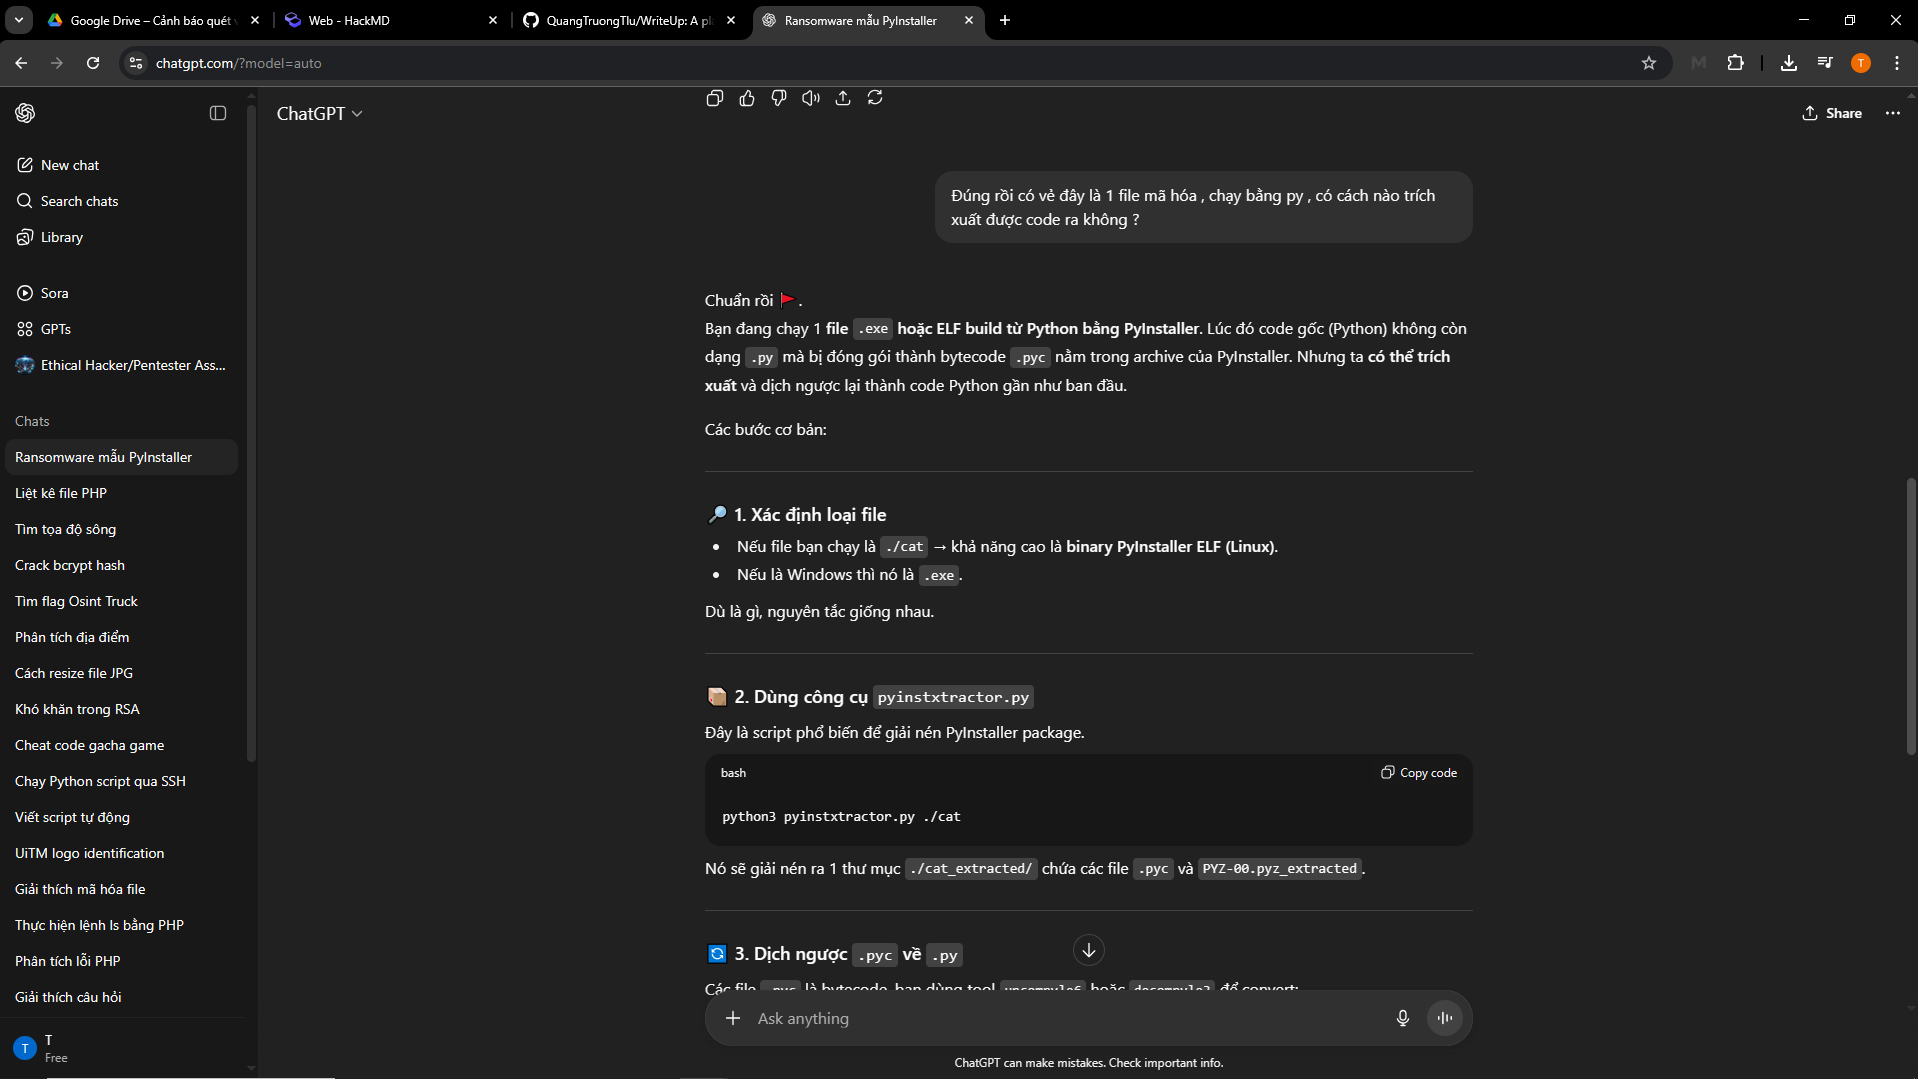 Google Drive – Cảnh báo quét v
Web - HackMD
QuangTruongTlu/WriteUp: A pl
Ransomware mẫu PyInstaller
chatgpt.com/?model=auto
T
ChatGPT
Share
New chat
Search chats
Library
Sora
GPTs
Ethical Hacker/Pentester Ass...
Chats
Ransomware mẫu PyInstaller
Liệt kê file PHP
Tìm tọa độ sông
Crack bcrypt hash
Tìm flag Osint Truck
Phân tích địa điểm
Cách resize file JPG
Khó khăn trong RSA
Cheat code gacha game
Chạy Python script qua SSH
Viết script tự động
UiTM logo identification
Giải thích mã hóa file
Thực hiện lệnh ls bằng PHP
Phân tích lỗi PHP
Giải thích câu hỏi
T
T
Free
Đúng rồi có vẻ đây là 1 file mã hóa , chạy bằng py , có cách nào trích
xuất được code ra không ?
Chuẩn rồi 🚩.
Bạn đang chạy 1 file .exe hoặc ELF build từ Python bằng PyInstaller. Lúc đó code gốc (Python) không còn
dạng .py mà bị đóng gói thành bytecode .pyc nằm trong archive của PyInstaller. Nhưng ta có thể trích
xuất và dịch ngược lại thành code Python gần như ban đầu.
Các bước cơ bản:
🔎 1. Xác định loại file
• Nếu file bạn chạy là ./cat → khả năng cao là binary PyInstaller ELF (Linux).
• Nếu là Windows thì nó là .exe.
Dù là gì, nguyên tắc giống nhau.
📦 2. Dùng công cụ pyinstxtractor.py
Đây là script phổ biến để giải nén PyInstaller package.
bash
Copy code
python3 pyinstxtractor.py ./cat
Nó sẽ giải nén ra 1 thư mục ./cat_extracted/ chứa các file .pyc và PYZ-00.pyz_extracted.
🔄 3. Dịch ngược .pyc về .py
Các file .pyc là bytecode, bạn dùng tool uncompyle6 hoặc decompyle3 để convert:
Ask anything
ChatGPT can make mistakes. Check important info.